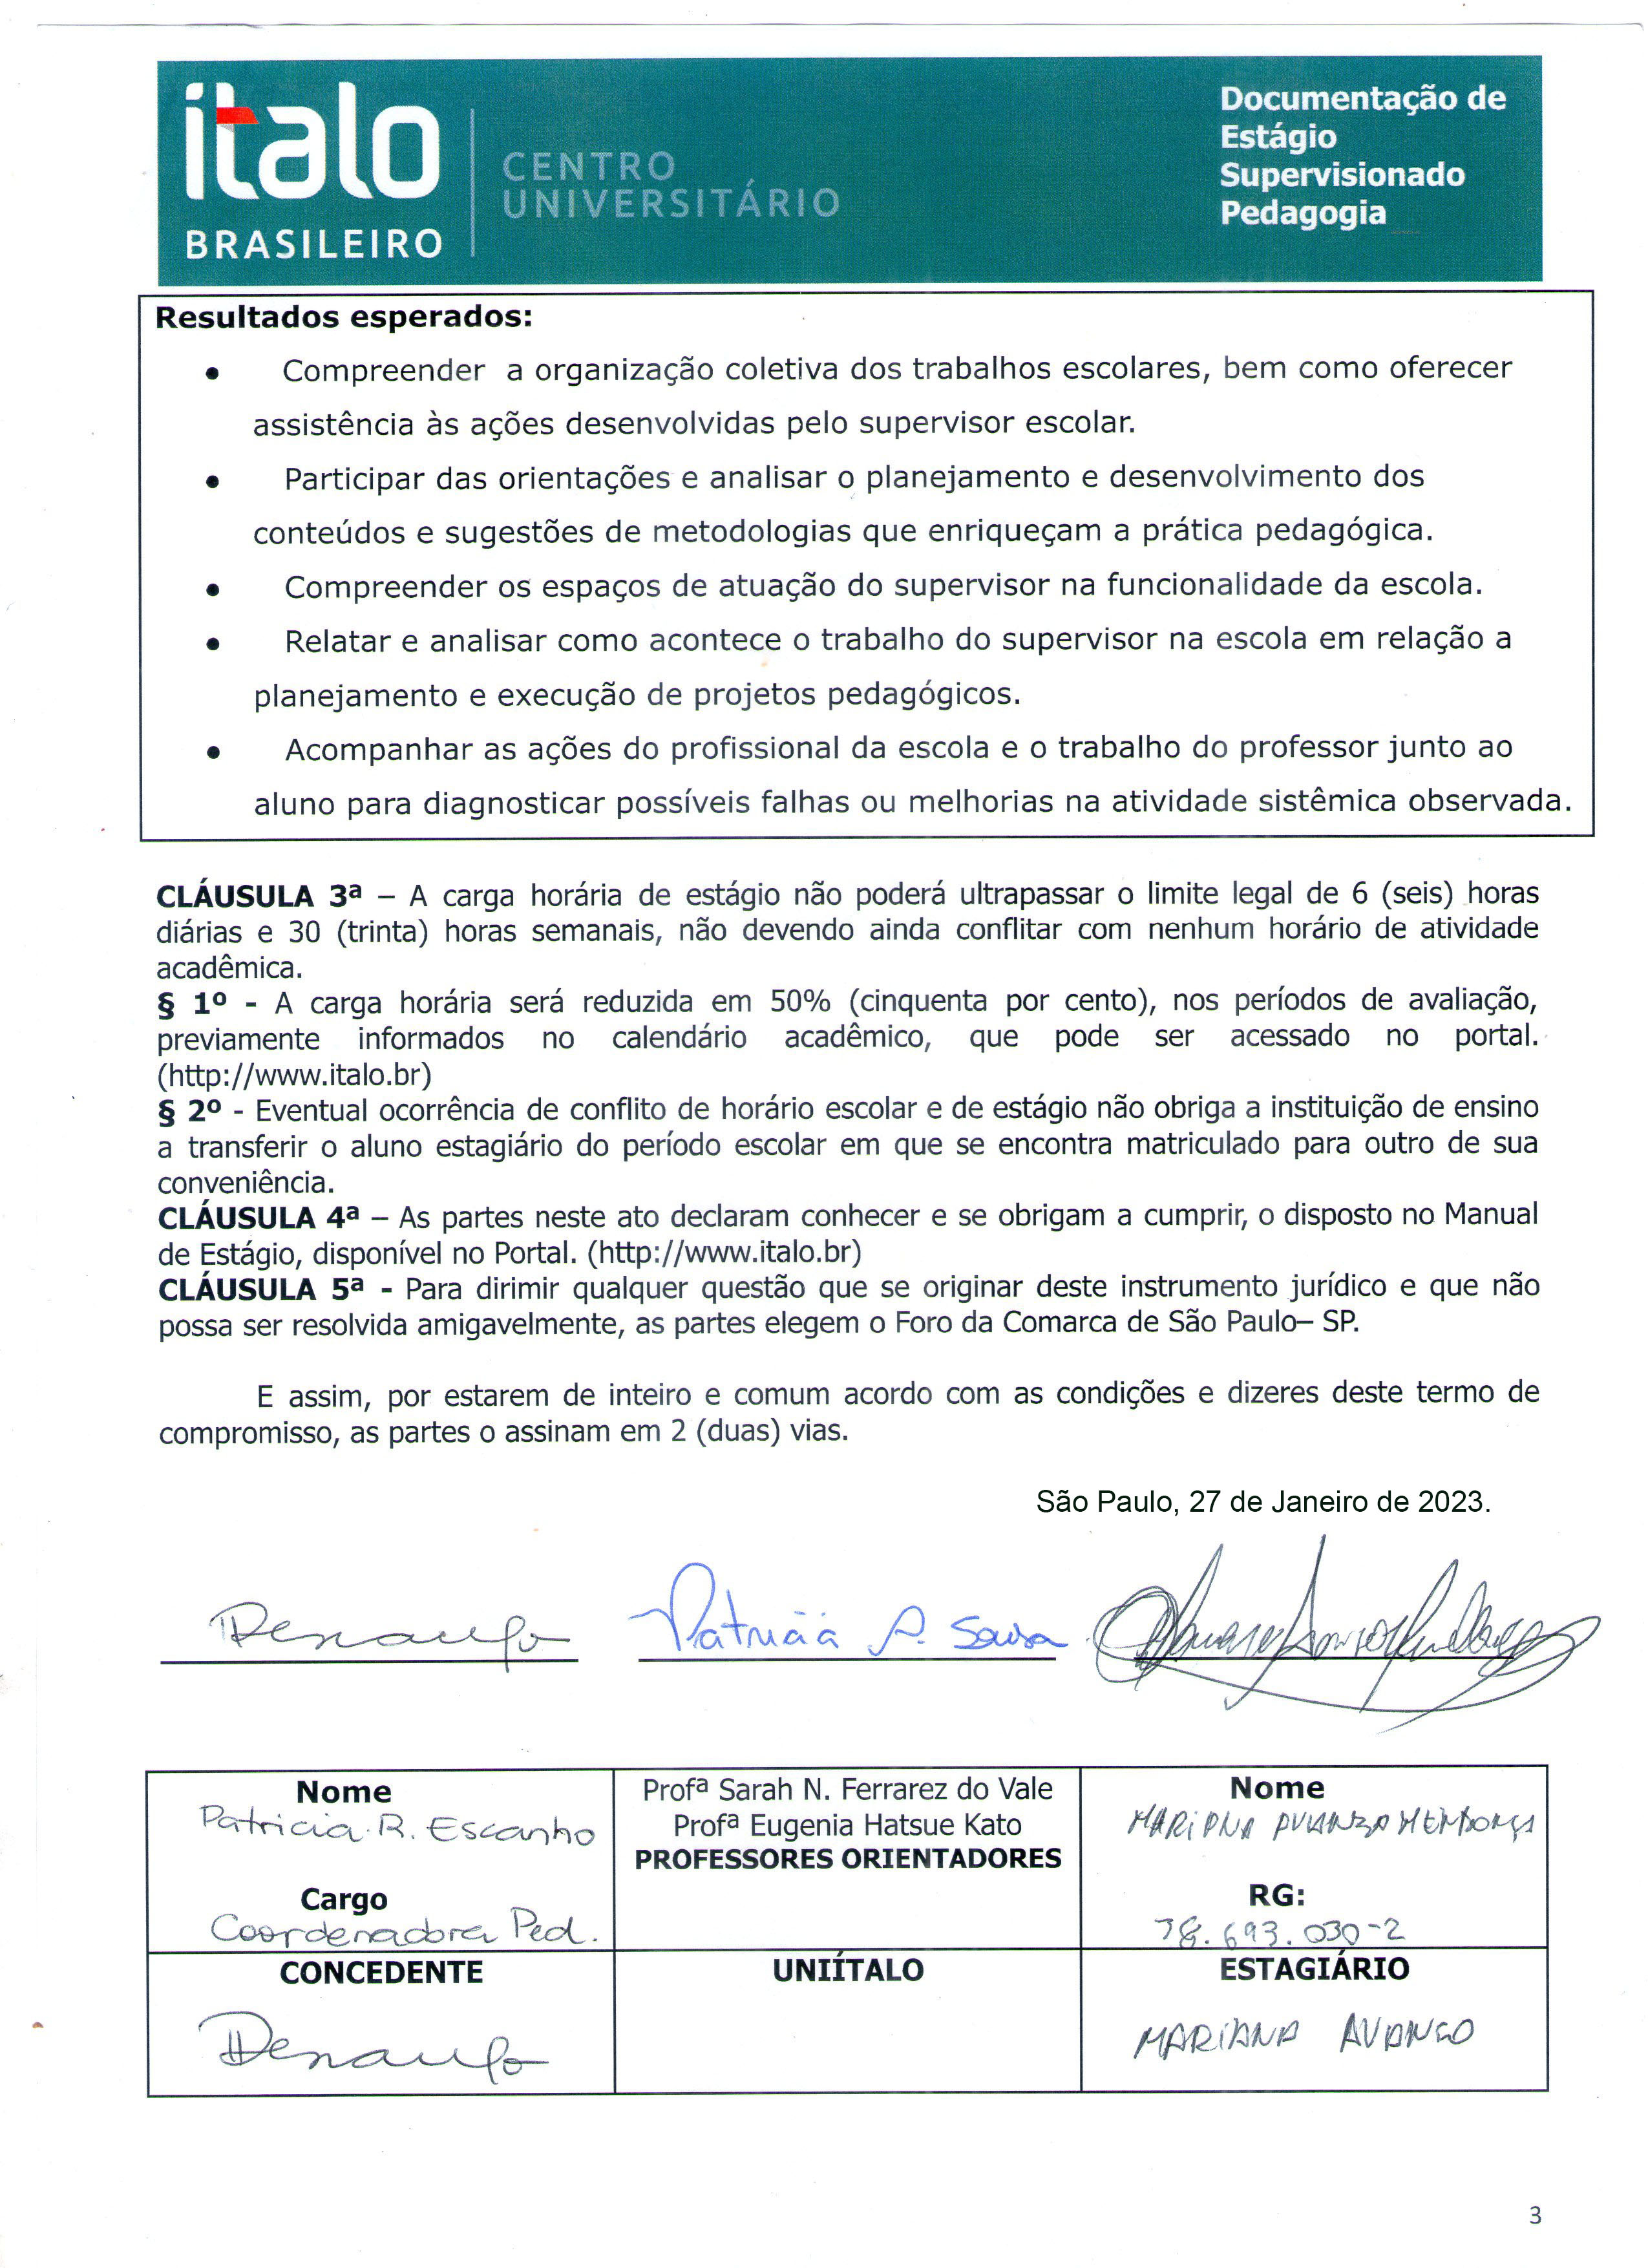 ítalo
BRASILEIRO
CENTRO
UNIVERSITÁRIO
Documentação de
Estágio
Supervisionado
Pedagogia
Resultados esperados:
• Compreender a organização coletiva dos trabalhos escolares, bem como oferecer
assistência às ações desenvolvidas pelo supervisor escolar.
• Participar das orientações e analisar o planejamento e desenvolvimento dos
conteúdos e sugestões de metodologias que enriqueçam a prática pedagógica.
• Compreender os espaços de atuação do supervisor na funcionalidade da escola.
• Relatar e analisar como acontece o trabalho do supervisor na escola em relação a
planejamento e execução de projetos pedagógicos.
• Acompanhar as ações do profissional da escola e o trabalho do professor junto ao
aluno para diagnosticar possíveis falhas ou melhorias na atividade sistêmica observada.
CLÁUSULA 3ª – A carga horária de estágio não poderá ultrapassar o limite legal de 6 (seis) horas
diárias e 30 (trinta) horas semanais, não devendo ainda conflitar com nenhum horário de atividade
acadêmica.
§ 1º - A carga horária será reduzida em 50% (cinquenta por cento), nos períodos de avaliação,
previamente informados no calendário acadêmico, que pode ser acessado no portal.
(http://www.italo.br)
§ 2º - Eventual ocorrência de conflito de horário escolar e de estágio não obriga a instituição de ensino
a transferir o aluno estagiário do período escolar em que se encontra matriculado para outro de sua
conveniência.
CLÁUSULA 4ª – As partes neste ato declaram conhecer e se obrigam a cumprir, o disposto no Manual
de Estágio, disponível no Portal. (http://www.italo.br)
CLÁUSULA 5ª - Para dirimir qualquer questão que se originar deste instrumento jurídico e que não
possa ser resolvida amigavelmente, as partes elegem o Foro da Comarca de São Paulo– SP.
E assim, por estarem de inteiro e comum acordo com as condições e dizeres deste termo de
compromisso, as partes o assinam em 2 (duas) vias.
São Paulo, 27 de Janeiro de 2023.
Patricia A. Sousa
Nome
Patricia R. Escanho
Cargo
Coordenadora Ped.
Profª Sarah N. Ferrarez do Vale
Profª Eugenia Hatsue Kato
PROFESSORES ORIENTADORES
Nome
MARIANA AVANZO MENDONÇA
RG:
38.693.030-2
CONCEDENTE
UNIÍTALO
ESTAGIÁRIO
MARIANA AVANZO
3